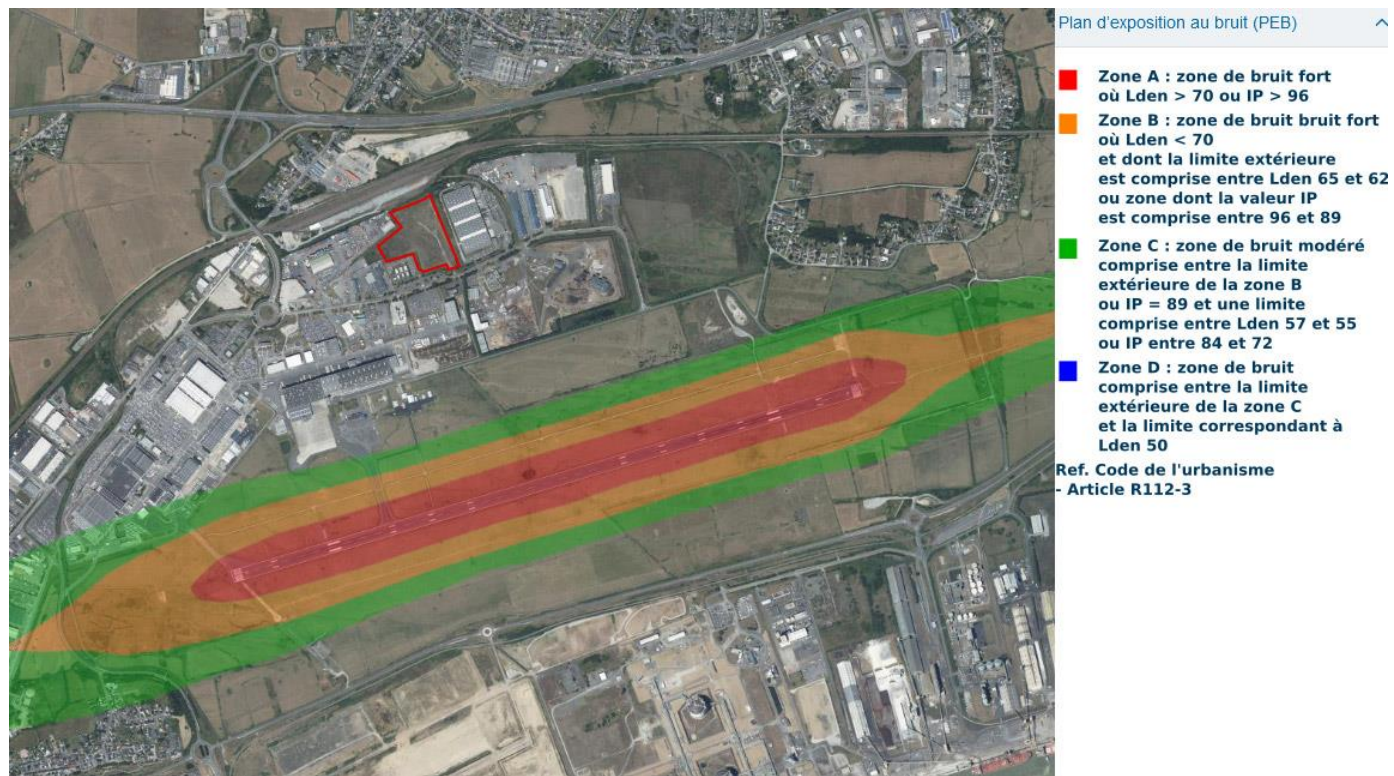 Plan d'exposition au bruit (PEB)
Zone A : zone de bruit fort
où Lden > 70 ou IP > 96
Zone B : zone de bruit bruit fort
où Lden < 70
et dont la limite extérieure
est comprise entre Lden 65 et 62
ou zone dont la valeur IP
est comprise entre 96 et 89
Zone C : zone de bruit modéré
comprise entre la limite
extérieure de la zone B
ou IP = 89 et une limite
comprise entre Lden 57 et 55
ou IP entre 84 et 72
Zone D : zone de bruit
comprise entre la limite
extérieure de la zone C
et la limite correspondant à
Lden 50
Ref. Code de l'urbanisme
- Article R112-3